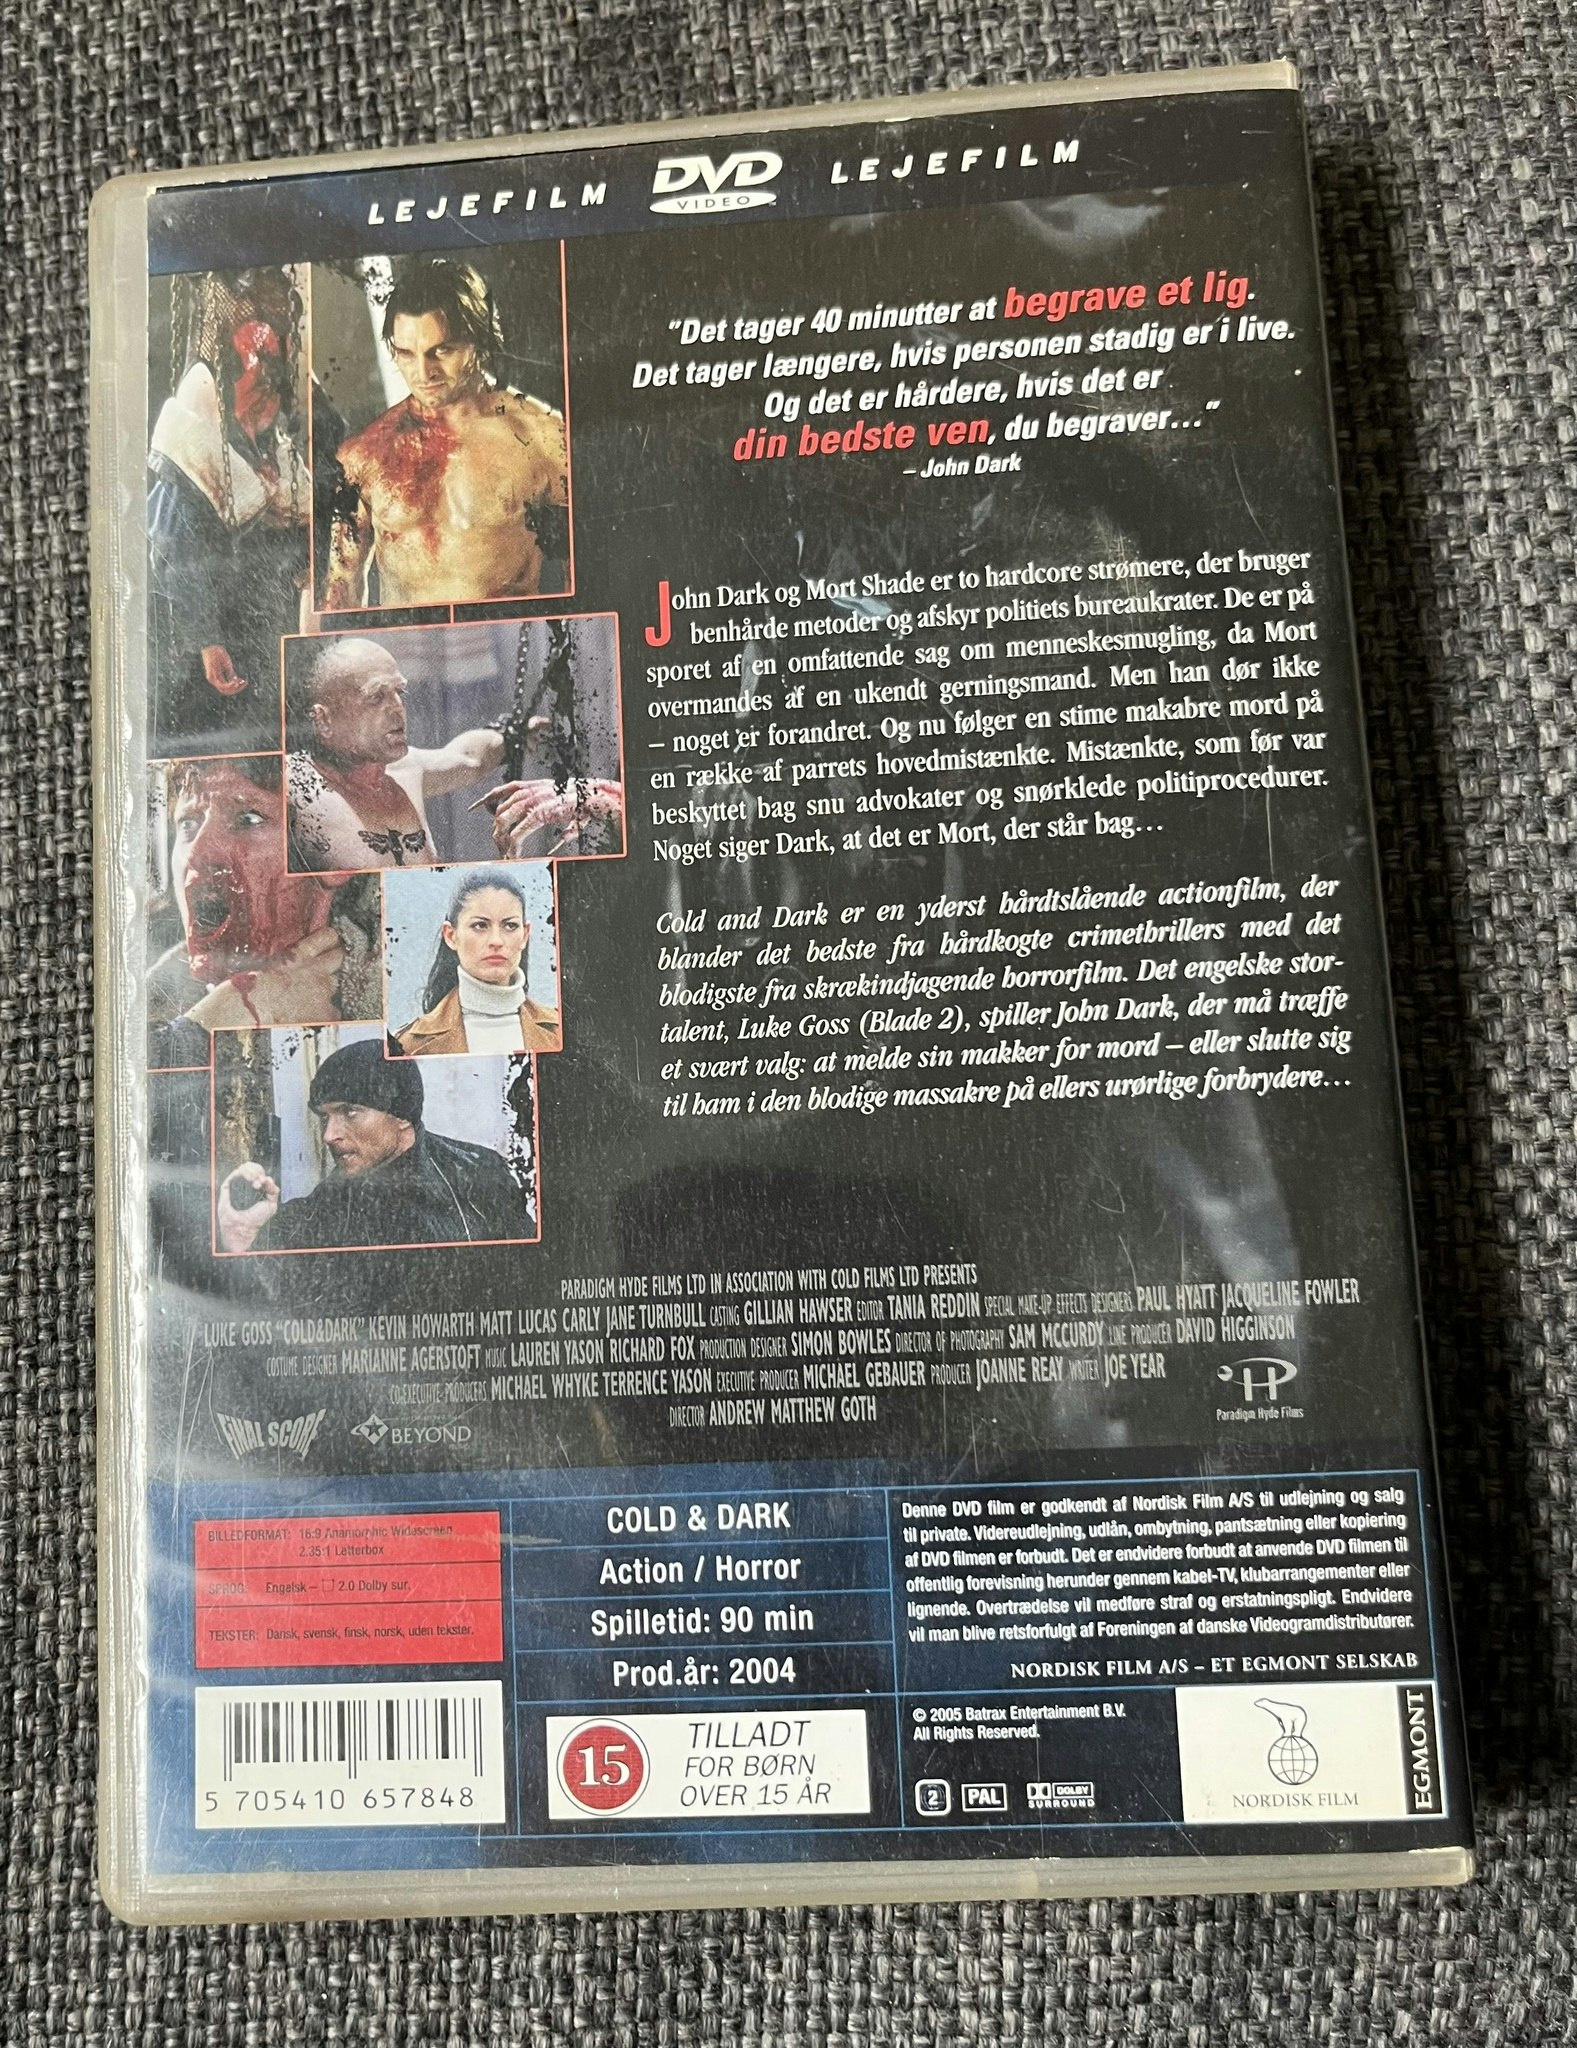 LEJEFILM DVD VIDEO LEJEFILM
"Det tager 40 minutter at begrave et lig.
Det tager længere, hvis personen stadig er i live.
Og det er hårdere, hvis det er
din bedste ven, du begraver..."
– John Dark
John Dark og Mort Shade er to hardcore strømere, der bruger
benhårde metoder og afskyr politiets bureaukrater. De er på
sporet af en omfattende sag om menneskesmugling, da Mort
overmandes af en ukendt gerningsmand. Men han dør ikke
– noget er forandret. Og nu følger en stime makabre mord på
en række af parrets hovedmistænkte. Mistænkte, som før var
beskyttet bag snu advokater og snørklede politiprocedurer.
Noget siger Dark, at det er Mort, der står bag...
Cold and Dark er en yderst hårdtslående actionfilm, der
blander det bedste fra hårdkogte crimethrillers med det
blodigste fra skrækindjagende horrorfilm. Det engelske stor-
talent, Luke Goss (Blade 2), spiller John Dark, der må træffe
et svært valg: at melde sin makker for mord – eller slutte sig
til ham i den blodige massakre på ellers urørlige forbrydere...
PARADIGM HYDE FILMS LTD IN ASSOCIATION WITH COLD FILMS LTD PRESENTS
LUKE GOSS "COLD&DARK" KEVIN HOWARTH MATT LUCAS CARLY JANE TURNBULL CASTING GILLIAN HAWSER EDITOR TANIA REDDIN SPECIAL MAKE-UP EFFECTS DESIGNERS PAUL HYATT JACQUELINE FOWLER
COSTUME DESIGNER MARIANNE AGERSTOFT MUSIC LAUREN YASON RICHARD FOX PRODUCTION DESIGNER SIMON BOWLES DIRECTOR OF PHOTOGRAPHY SAM MCCURDY LINE PRODUCER DAVID HIGGINSON
CO-EXECUTIVE PRODUCERS MICHAEL WHYKE TERRENCE YASON EXECUTIVE PRODUCER MICHAEL GEBAUER PRODUCER JOANNE REAY WRITER JOE YEAR
DIRECTOR ANDREW MATTHEW GOTH
FINAL SCORE
BEYOND
Paradigm Hyde Films
BILLEDFORMAT: 16:9 Anamorphic Widescreen
2.35:1 Letterbox
SPROG: Engelsk – 2.0 Dolby sur.
TEKSTER: Dansk, svensk, finsk, norsk, uden tekster.
5 705410 657848
COLD & DARK
Action / Horror
Spilletid: 90 min
Prod.år: 2004
15
TILLADT
FOR BØRN
OVER 15 ÅR
Denne DVD film er godkendt af Nordisk Film A/S til udlejning og salg
til private. Videreudlejning, udlån, ombytning, pantsætning eller kopiering
af DVD filmen er forbudt. Det er endvidere forbudt at anvende DVD filmen til
offentlig forevisning herunder gennem kabel-TV, klubarrangementer eller
lignende. Overtrædelse vil medføre straf og erstatningspligt. Endvidere
vil man blive retsforfulgt af Foreningen af danske Videogramdistributører.
NORDISK FILM A/S – ET EGMONT SELSKAB
© 2005 Batrax Entertainment B.V.
All Rights Reserved.
2 PAL DOLBY SURROUND
NORDISK FILM
EGMONT